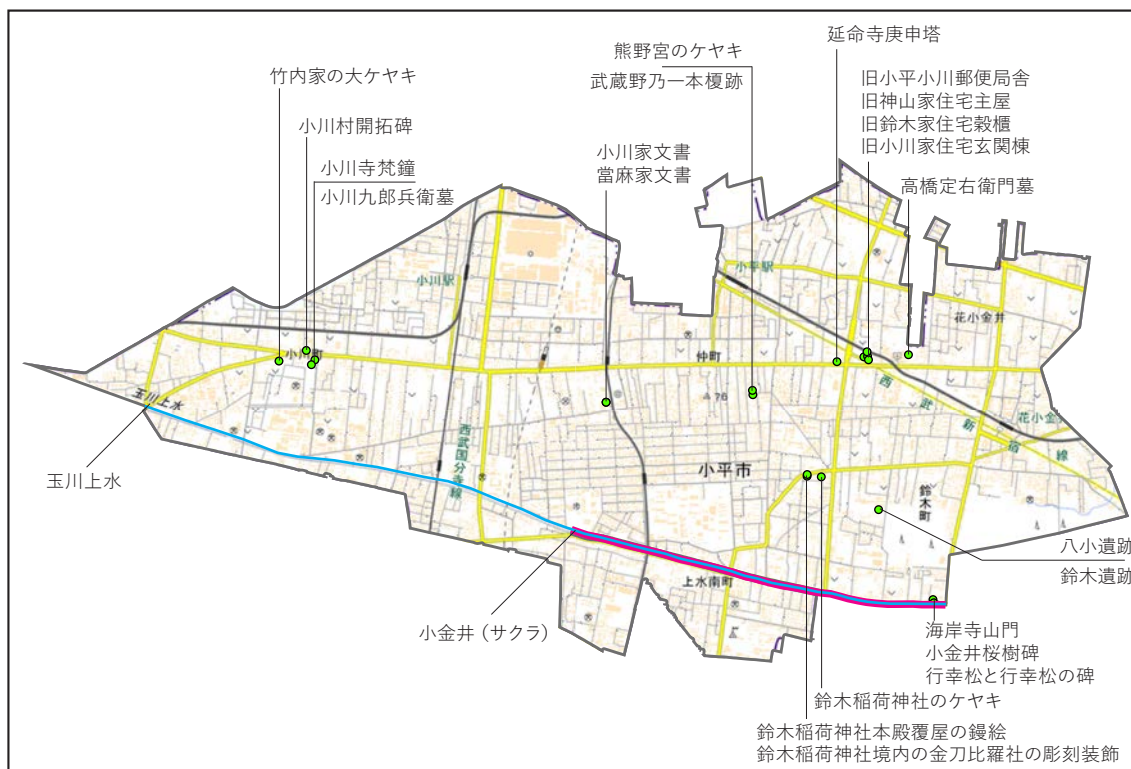 延命寺庚申塔
熊野宮のケヤキ
武蔵野乃一本榎跡
竹内家の大ケヤキ
旧小平小川郵便局舎
旧神山家住宅主屋
旧鈴木家住宅穀櫃
旧小川家住宅玄関棟
小川村開拓碑
小川寺梵鐘
小川九郎兵衛墓
小川家文書
當麻家文書
高橋定右衛門墓
小川駅
小平駅
花小金井
小川町
仲町
西武新宿線
76
玉川上水
花小金
西武国分寺線
小平市
玉川上水
鈴木町
八小遺跡
鈴木遺跡
上水南町
小金井（サクラ）
海岸寺山門
小金井桜樹碑
行幸松と行幸松の碑
鈴木稲荷神社のケヤキ
鈴木稲荷神社本殿覆屋の鏝絵
鈴木稲荷神社境内の金刀比羅社の彫刻装飾